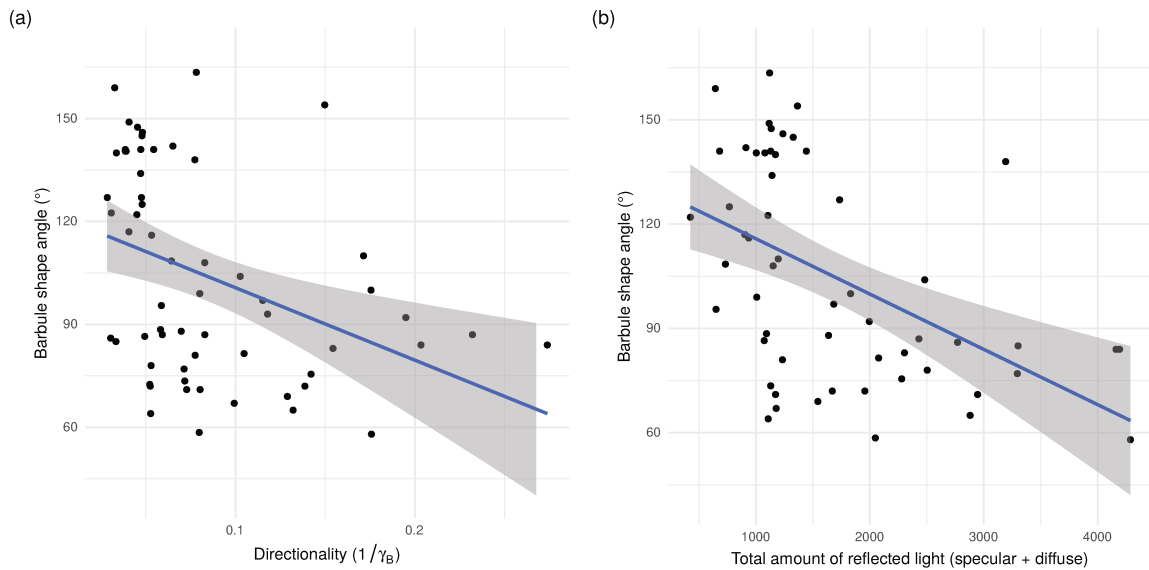 (a)
(b)
Barbule shape angle (°)
150
120
90
60
0.1
0.2
Directionality (1/γB)
Barbule shape angle (°)
150
120
90
60
1000
2000
3000
4000
Total amount of reflected light (specular + diffuse)